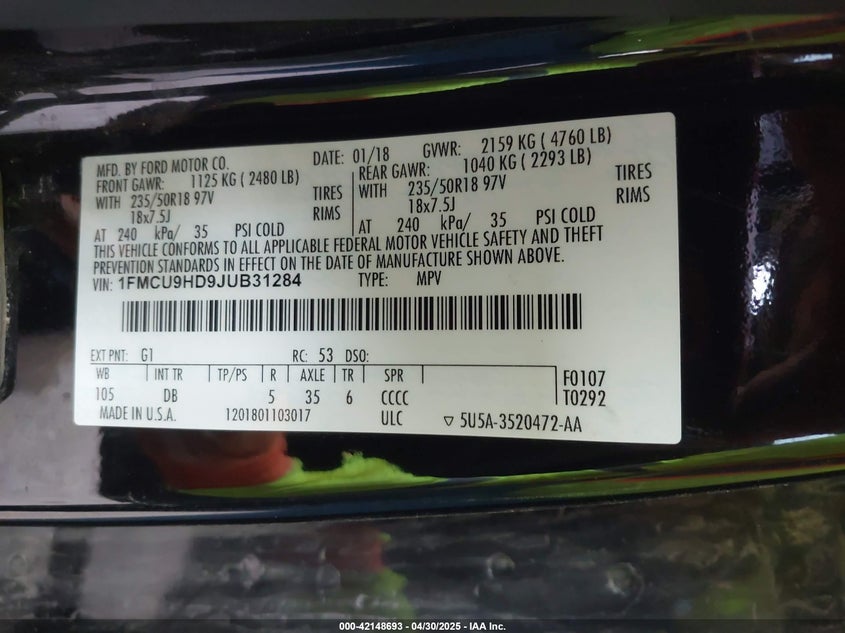 MFD. BY FORD MOTOR CO. DATE: 01/18 GVWR: 2159 KG ( 4760 LB)
FRONT GAWR: 1125 KG ( 2480 LB) REAR GAWR: 1040 KG ( 2293 LB)
WITH 235/50R18 97V TIRES WITH 235/50R18 97V TIRES
18x7.5J RIMS 18x7.5J RIMS
AT 240 kPa/ 35 PSI COLD AT 240 kPa/ 35 PSI COLD
THIS VEHICLE CONFORMS TO ALL APPLICABLE FEDERAL MOTOR VEHICLE SAFETY AND THEFT
PREVENTION STANDARDS IN EFFECT ON THE DATE OF MANUFACTURE SHOWN ABOVE.
VIN: 1FMCU9HD9JUB31284 TYPE: MPV
EXT PNT: G1 RC: 53 DSO:
WB INT TR TP/PS R AXLE TR SPR F0107
105 DB 5 35 6 CCCC T0292
MADE IN U.S.A. 1201801103017 ULC ▽ 5U5A-3520472-AA
000-42148693 - 04/30/2025 - IAA Inc.